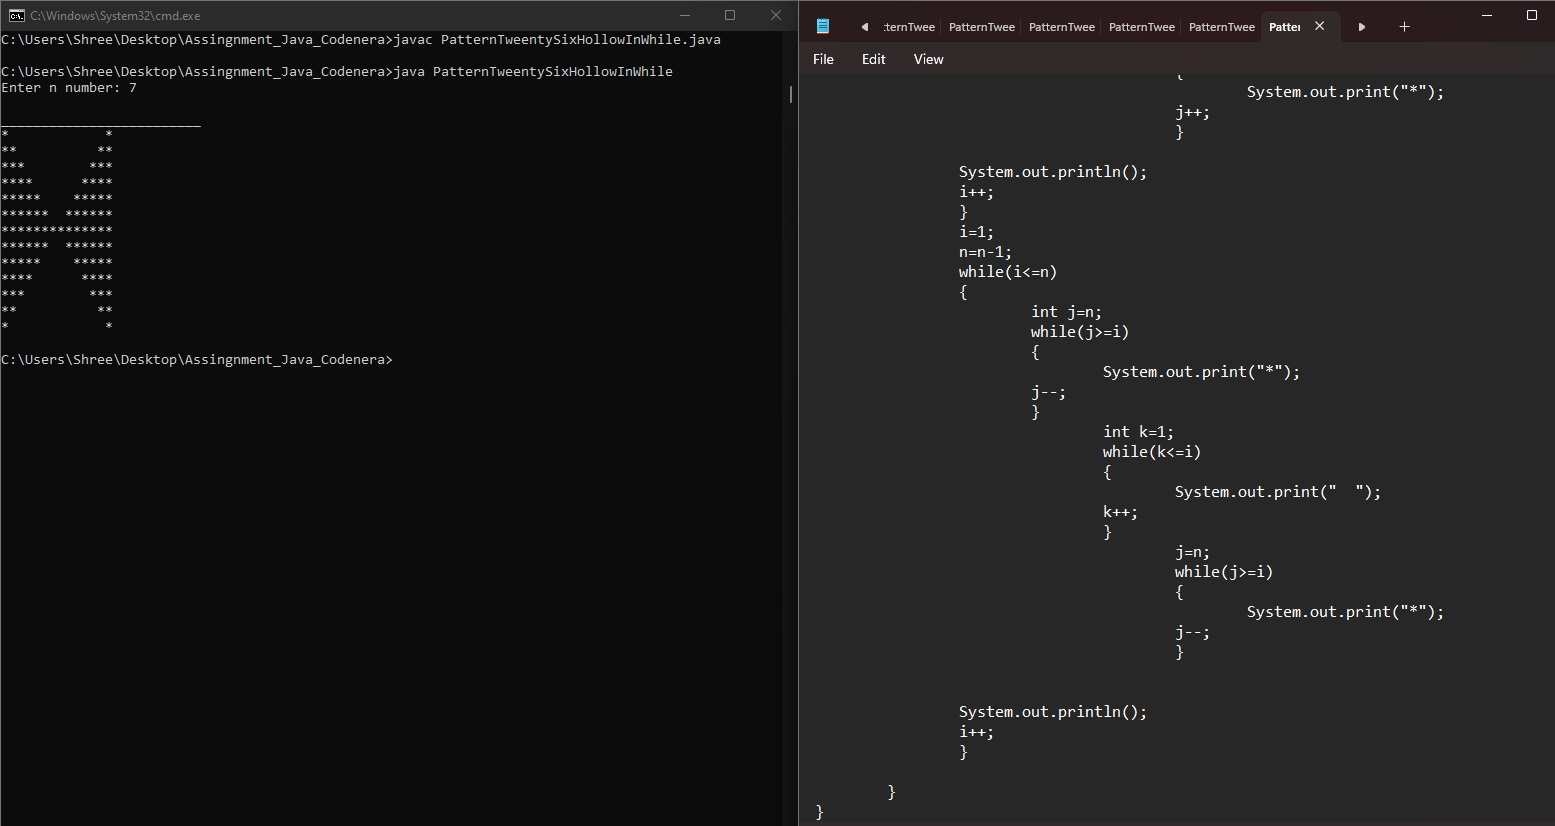 C:\Windows\System32\cmd.exe
C:\Users\Shree\Desktop\Assingnment_Java_Codenera>javac PatternTweentySixHollowInWhile.java
C:\Users\Shree\Desktop\Assingnment_Java_Codenera>java PatternTweentySixHollowInWhile
Enter n number: 7
_________________________
*            *
**          **
***        ***
****      ****
*****    *****
******  ******
**************
******  ******
*****    *****
****      ****
***        ***
**          **
*            *
C:\Users\Shree\Desktop\Assingnment_Java_Codenera>
ternTwee PatternTwee PatternTwee PatternTwee PatternTwee Patter
File Edit View
{
System.out.print("*");
j++;
}
System.out.println();
i++;
}
i=1;
n=n-1;
while(i<=n)
{
int j=n;
while(j>=i)
{
System.out.print("*");
j--;
}
int k=1;
while(k<=i)
{
System.out.print("  ");
k++;
}
j=n;
while(j>=i)
{
System.out.print("*");
j--;
}
System.out.println();
i++;
}
}
}